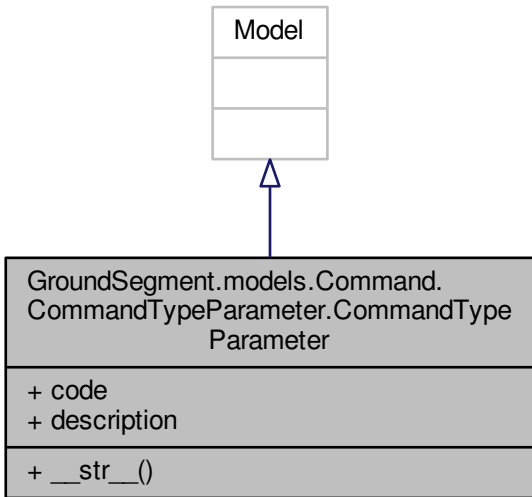 Model
GroundSegment.models.Command.
CommandTypeParameter.CommandType
Parameter
+ code
+ description
+ __str__()